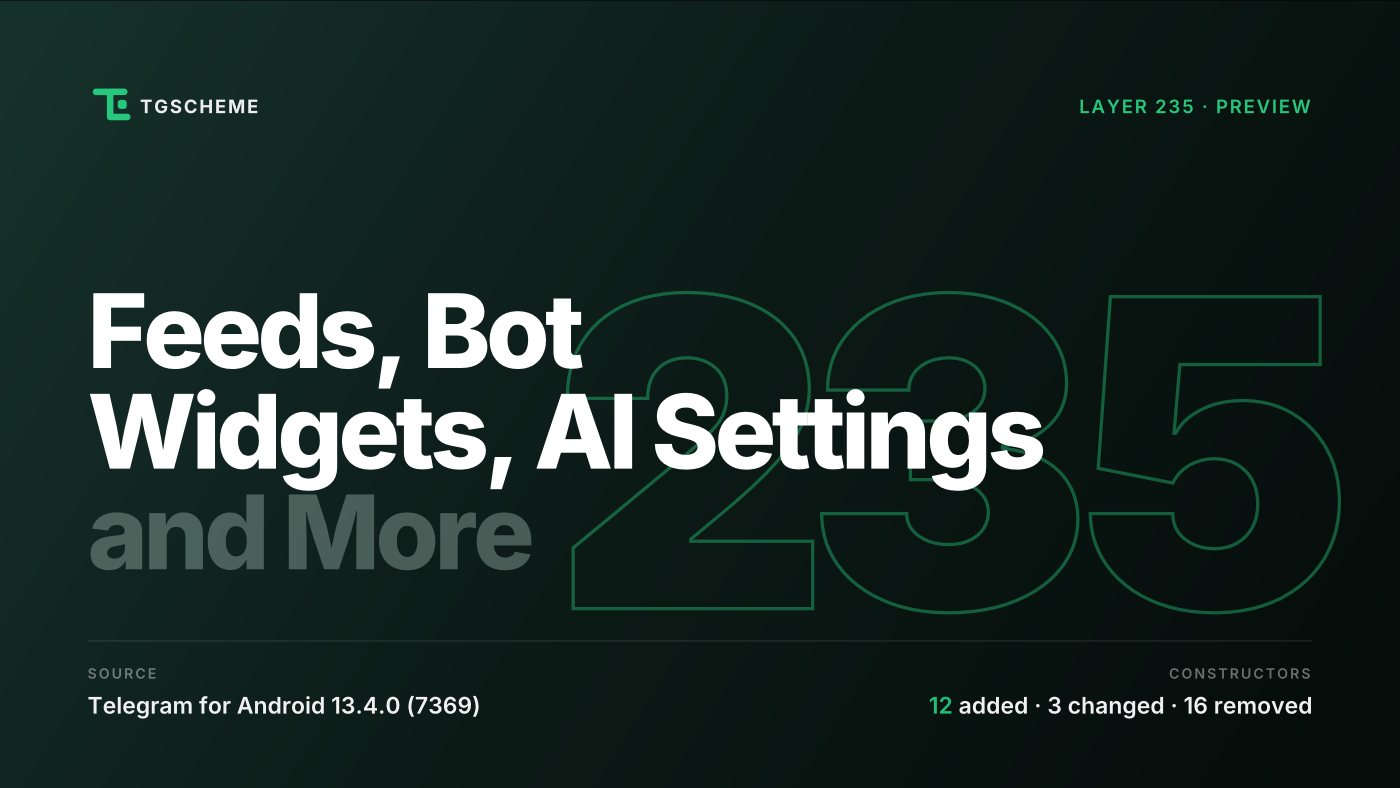 TGSCHEME
LAYER 235 · PREVIEW
235
Feeds, Bot
Widgets, AI Settings
and More
SOURCE
Telegram for Android 13.4.0 (7369)
CONSTRUCTORS
12 added · 3 changed · 16 removed